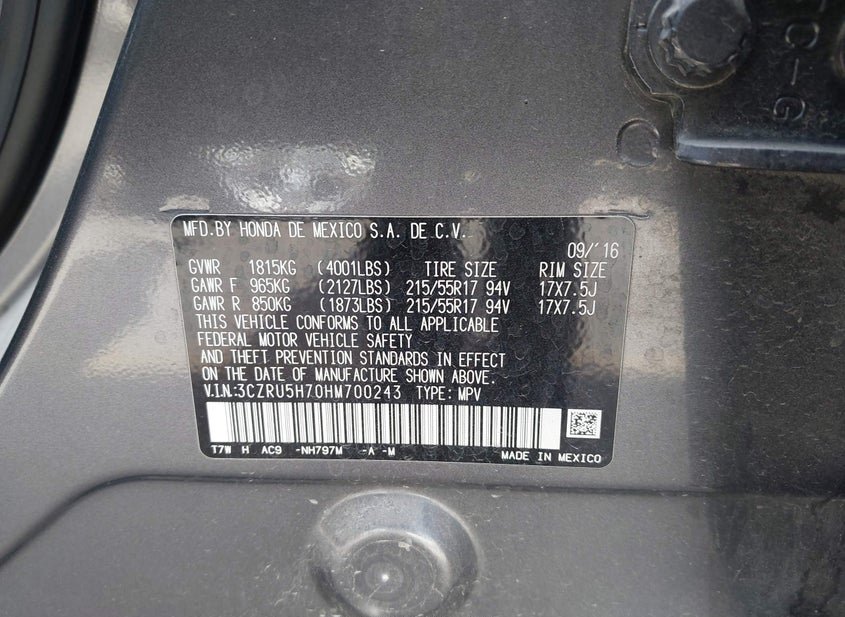 MFD.BY HONDA DE MEXICO S.A. DE C.V.
09/'16
GVWR 1815KG (4001LBS) TIRE SIZE RIM SIZE
GAWR F 965KG (2127LBS) 215/55R17 94V 17X7.5J
GAWR R 850KG (1873LBS) 215/55R17 94V 17X7.5J
THIS VEHICLE CONFORMS TO ALL APPLICABLE
FEDERAL MOTOR VEHICLE SAFETY
AND THEFT PREVENTION STANDARDS IN EFFECT
ON THE DATE OF MANUFACTURE SHOWN ABOVE.
V.I.N.:3CZRU5H70HM700243 TYPE: MPV
T7W H AC9 -NH797M -A -M
MADE IN MEXICO